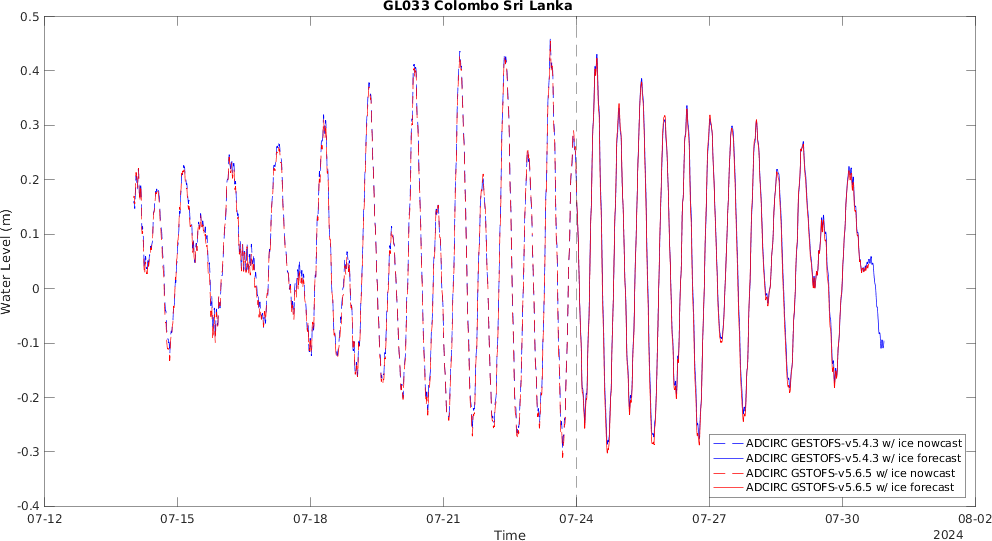 GL033 Colombo Sri Lanka
0.5
0.4
0.3
0.2
0.1
0
-0.1
-0.2
-0.3
-0.4
Water Level (m)
07-12
07-15
07-18
07-21
07-24
07-27
07-30
08-02
Time
2024
ADCIRC GESTOFS-v5.4.3 w/ ice nowcast
ADCIRC GESTOFS-v5.4.3 w/ ice forecast
ADCIRC GSTOFS-v5.6.5 w/ ice nowcast
ADCIRC GSTOFS-v5.6.5 w/ ice forecast